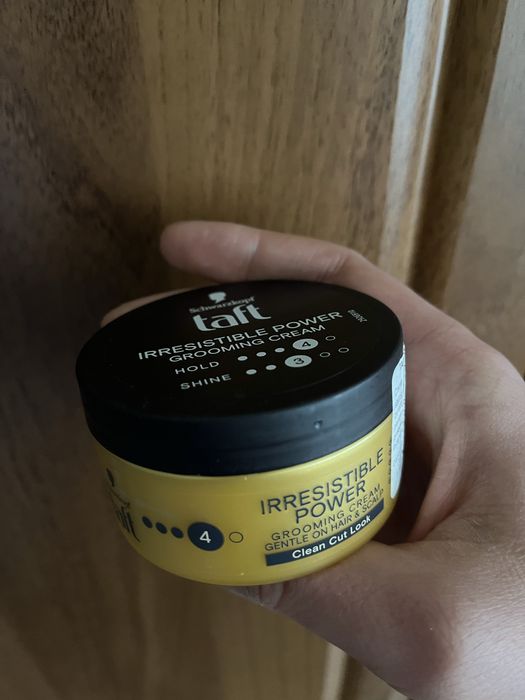 Schwarzkopf
taft
IRRESISTIBLE POWER
GROOMING CREAM
HOLD 4
SHINE 3
4
IRRESISTIBLE
POWER
GROOMING CREAM
GENTLE ON HAIR & SCALP
Clean Cut Look